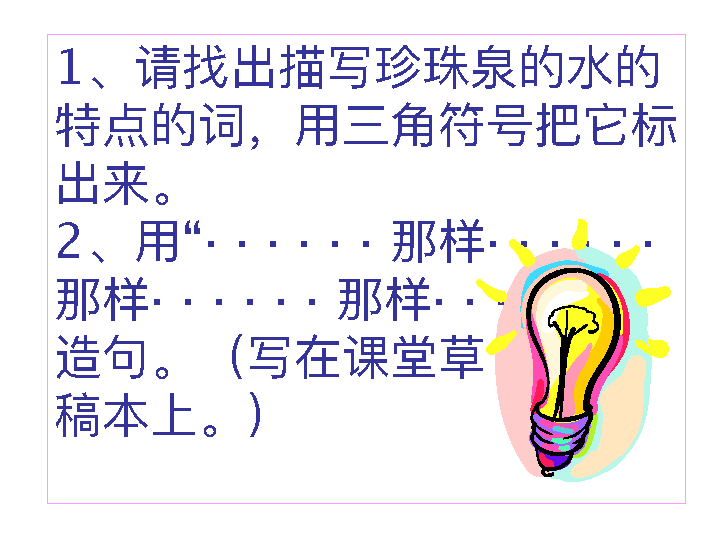 1、请找出描写珍珠泉的水的
特点的词，用三角符号把它标
出来。
2、用“······那样······
那样······那样···
造句。（写在课堂草
稿本上。）